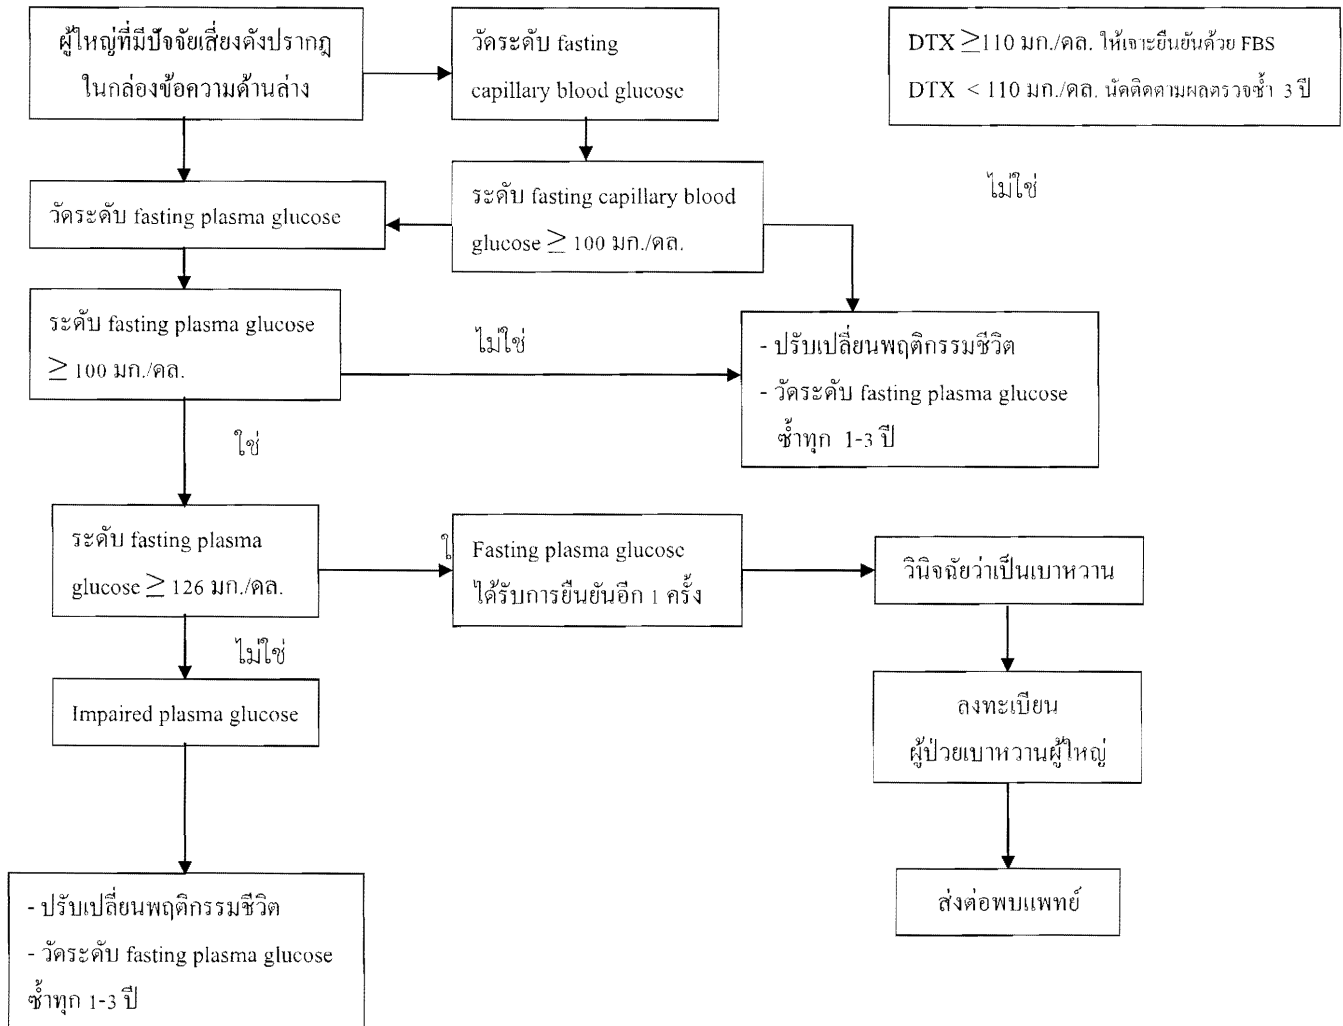 ผู้ใหญ่ที่มีปัจจัยเสี่ยงดังปรากฎ
ในกล่องข้อความด้านล่าง
วัดระดับ fasting
capillary blood glucose
DTX ≥110 มก./ดล. ให้เจาะยืนยันด้วย FBS
DTX < 110 มก./ดล. นัดติดตามผลตรวจซ้ำ 3 ปี
ไม่ใช่
วัดระดับ fasting plasma glucose
ระดับ fasting capillary blood
glucose ≥ 100 มก./ดล.
ระดับ fasting plasma glucose
≥ 100 มก./ดล.
ไม่ใช่
- ปรับเปลี่ยนพฤติกรรมชีวิต
- วัดระดับ fasting plasma glucose
ซ้ำทุก 1-3 ปี
ใช่
ระดับ fasting plasma
glucose ≥ 126 มก./ดล.
ใ
Fasting plasma glucose
ได้รับการยืนยันอีก 1 ครั้ง
วินิจฉัยว่าเป็นเบาหวาน
ไม่ใช่
Impaired plasma glucose
ลงทะเบียน
ผู้ป่วยเบาหวานผู้ใหญ่
- ปรับเปลี่ยนพฤติกรรมชีวิต
- วัดระดับ fasting plasma glucose
ซ้ำทุก 1-3 ปี
ส่งต่อพบแพทย์